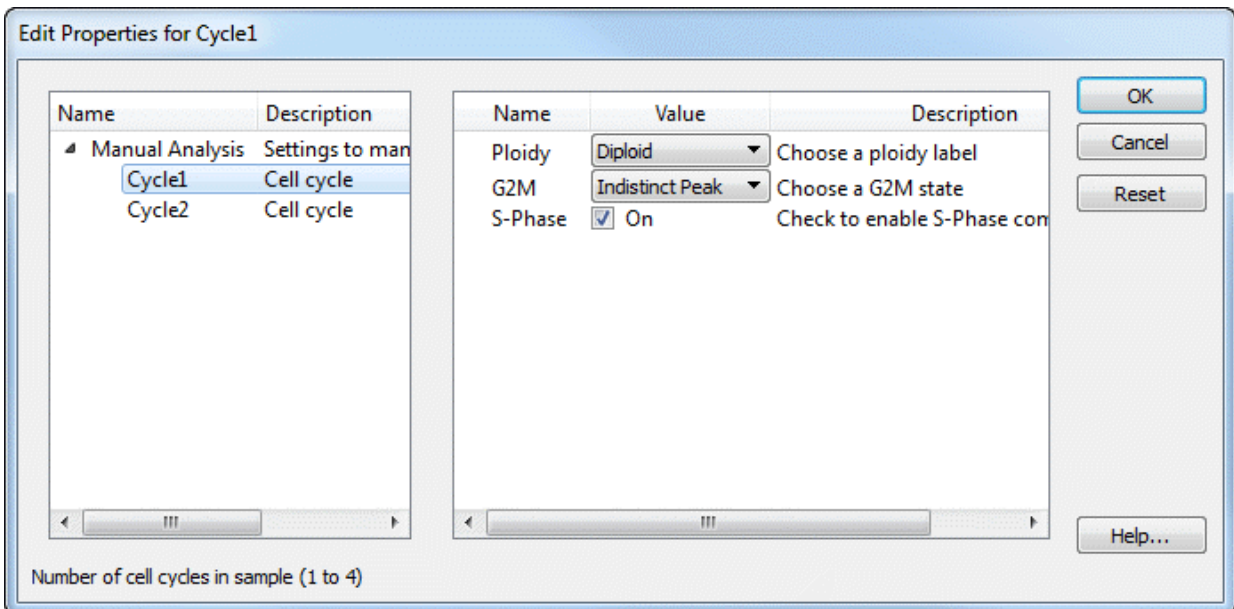 Edit Properties for Cycle1
Name Description
Manual Analysis Settings to man
Cycle1 Cell cycle
Cycle2 Cell cycle
Name Value Description
Ploidy Diploid Choose a ploidy label
G2M Indistinct Peak Choose a G2M state
S-Phase On Check to enable S-Phase com
OK
Cancel
Reset
Help...
Number of cell cycles in sample (1 to 4)